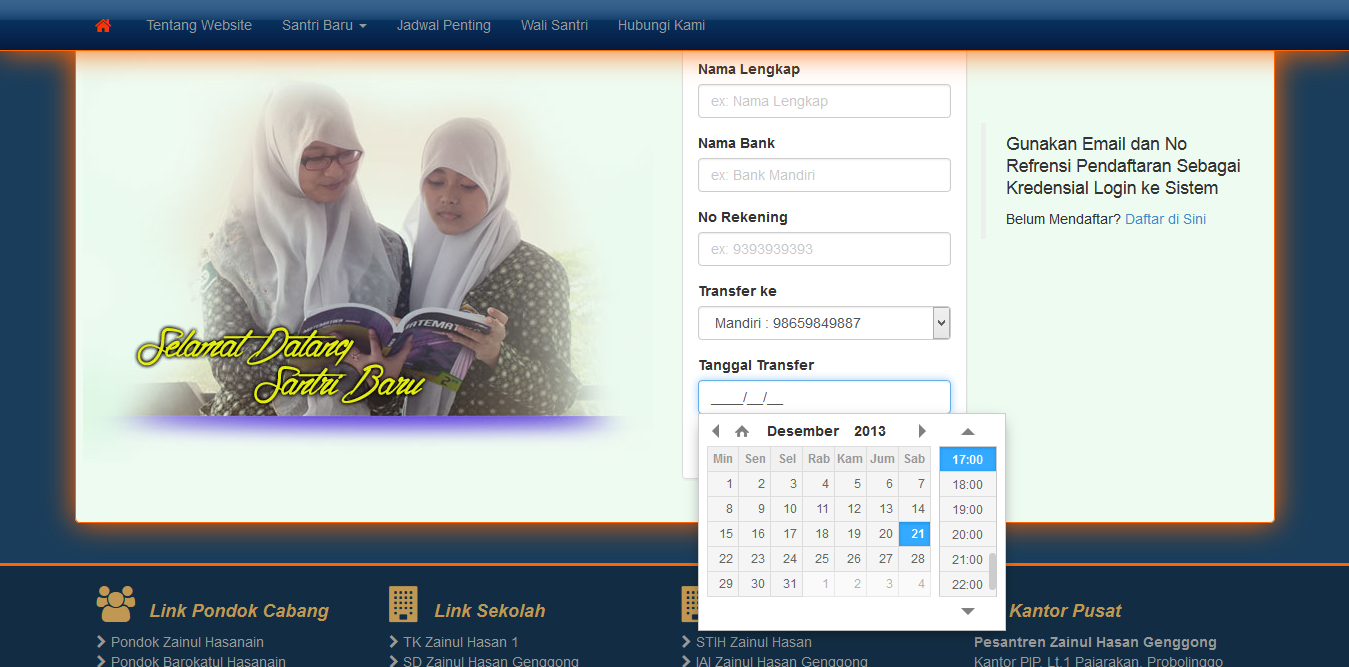 Tentang Website Santri Baru Jadwal Penting Wali Santri Hubungi Kami
Nama Lengkap
ex: Nama Lengkap
Nama Bank
ex: Bank Mandiri
No Rekening
ex: 9393939393
Transfer ke
Mandiri : 98659849887
Tanggal Transfer
____/__/__
Desember 2013
Min Sen Sel Rab Kam Jum Sab
1 2 3 4 5 6 7
8 9 10 11 12 13 14
15 16 17 18 19 20 21
22 23 24 25 26 27 28
29 30 31 1 2 3 4
17:00
18:00
19:00
20:00
21:00
22:00
Gunakan Email dan No
Refrensi Pendaftaran Sebagai
Kredensial Login ke Sistem
Belum Mendaftar? Daftar di Sini
MATEMATIKA
Selamat Datang
Santri Baru
Link Pondok Cabang
Pondok Zainul Hasanain
Pondok Barokatul Hasanain
Link Sekolah
TK Zainul Hasan 1
SD Zainul Hasan Genggong
STIH Zainul Hasan
IAI Zainul Hasan Genggong
Kantor Pusat
Pesantren Zainul Hasan Genggong
Kantor PIP. Lt.1 Pajarakan, Probolinggo